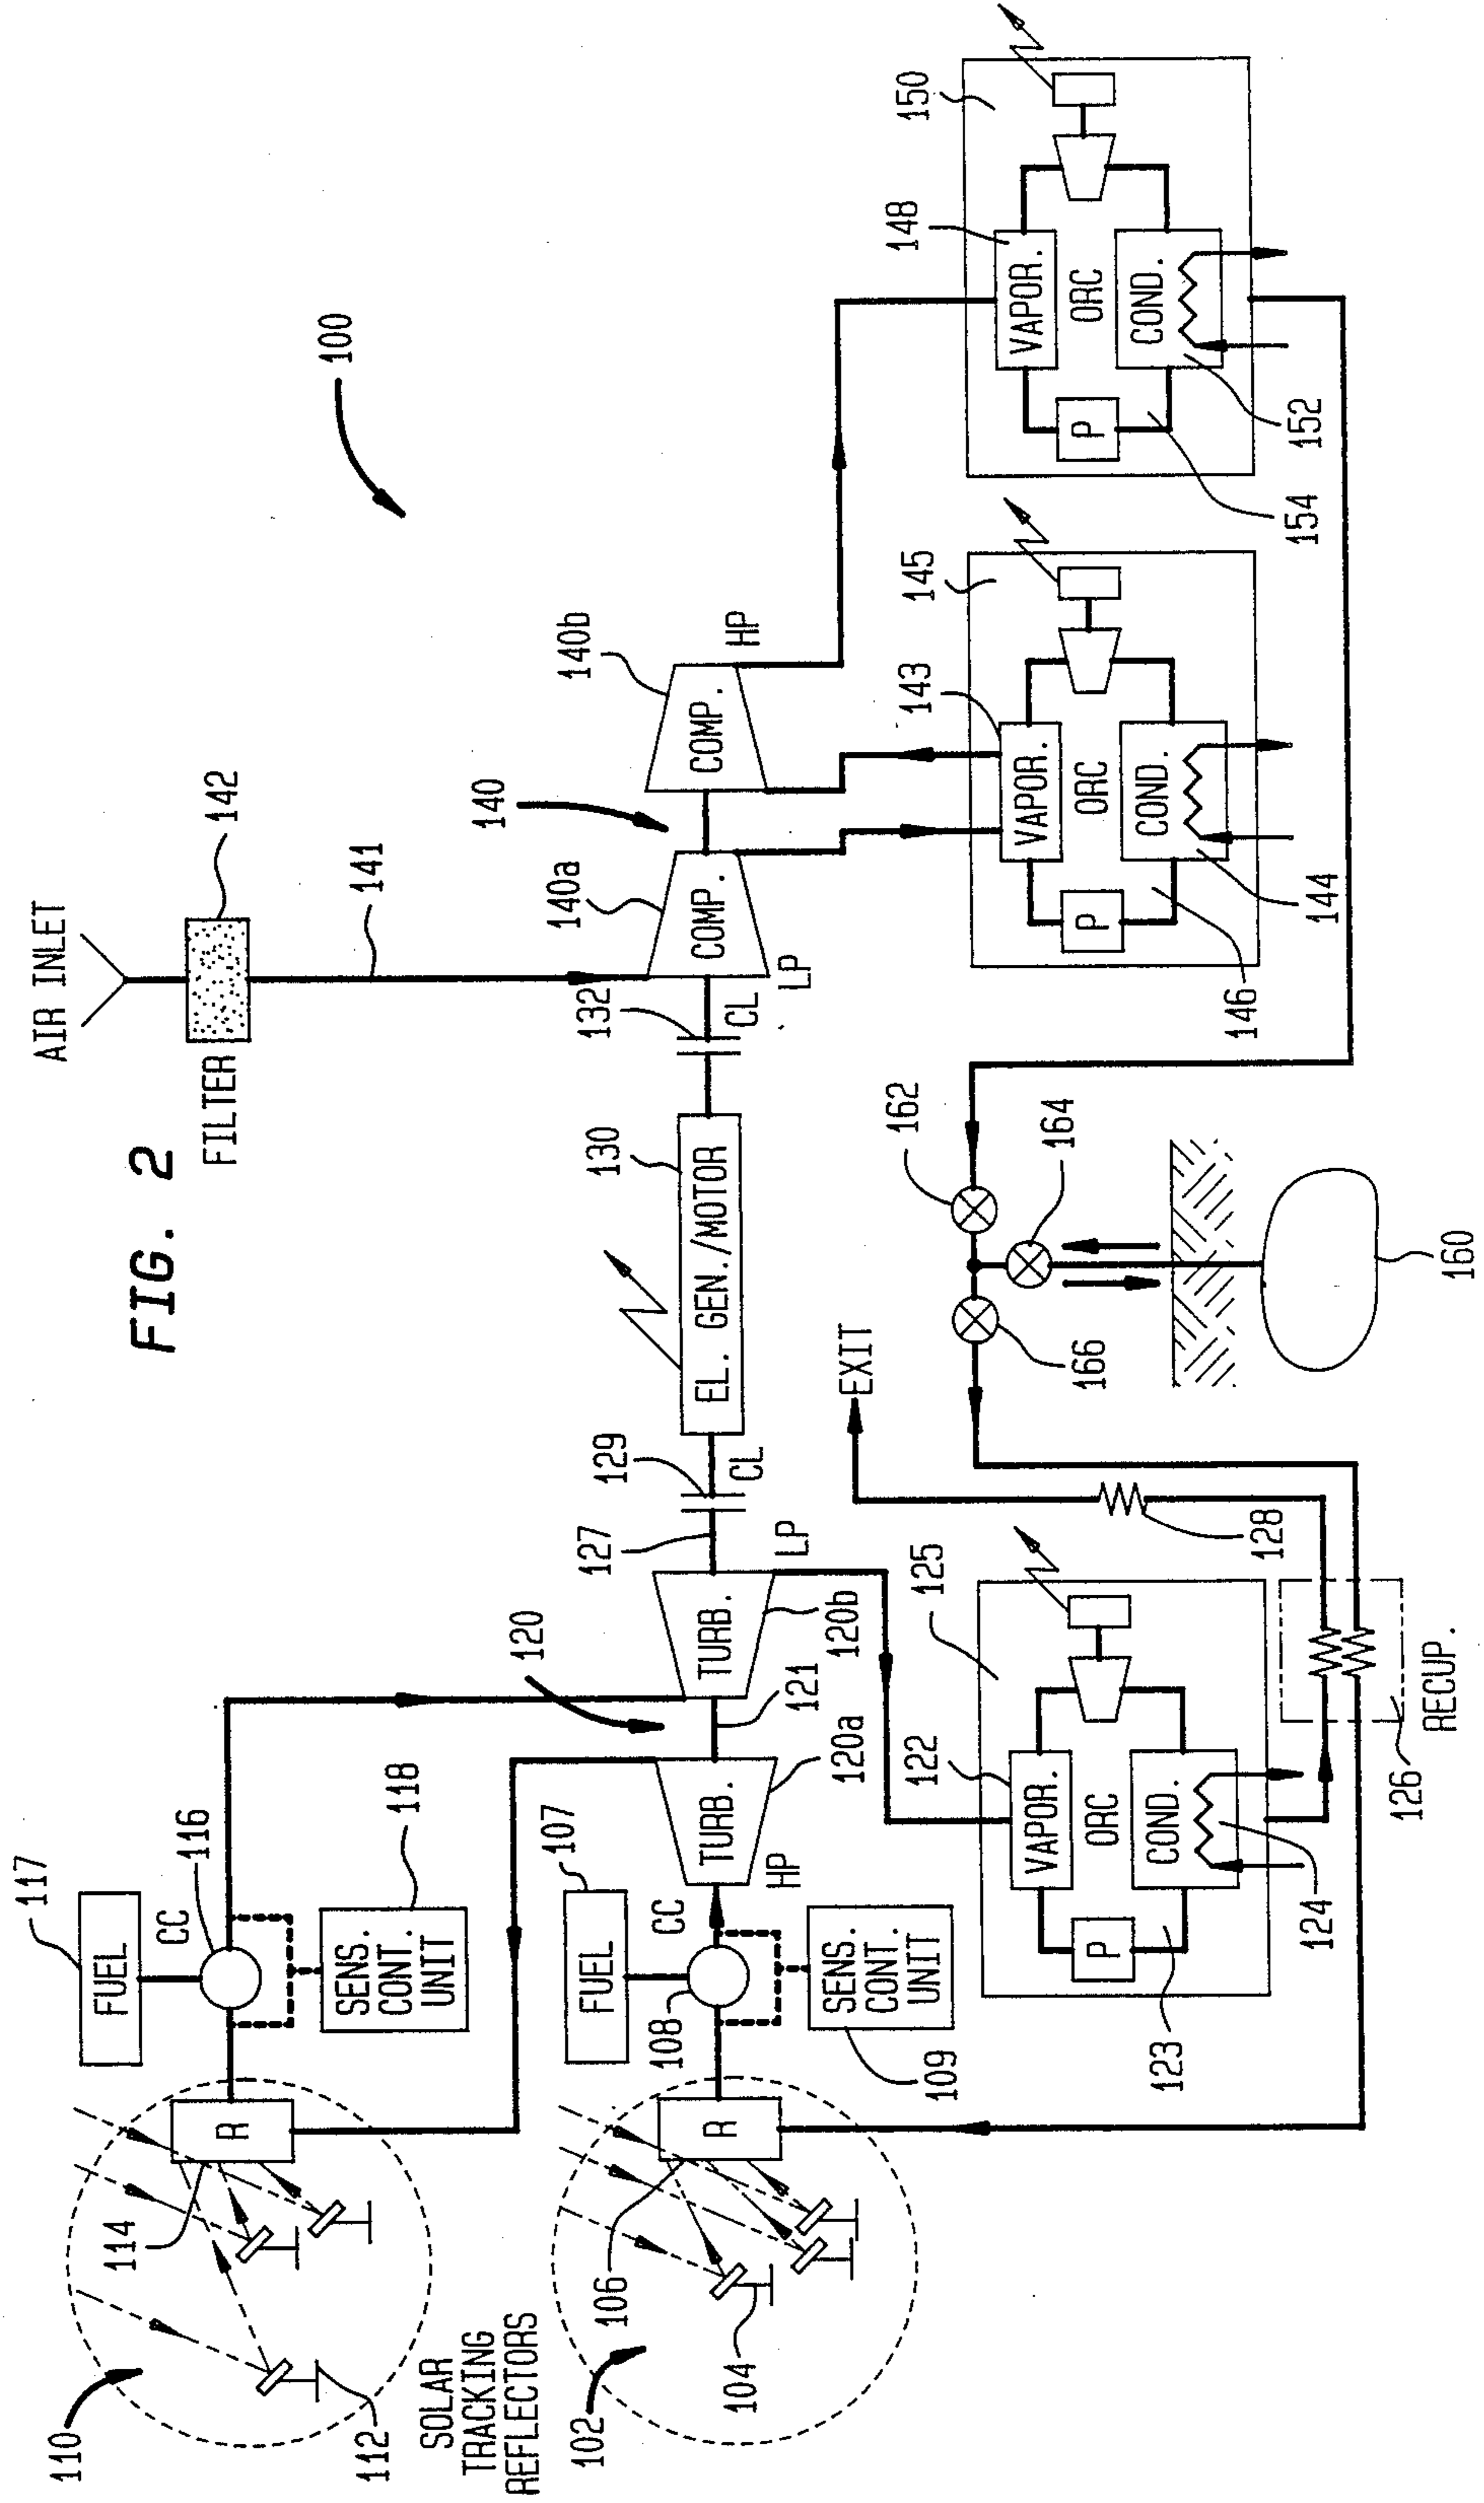 FIG. 2
AIR INLET
FILTER
142
141
100
117
FUEL
CC
116
118
SENS.
CONT.
UNIT
R
114
110
112
SOLAR
TRACKING
REFLECTORS
107
FUEL
CC
108
109
SENS.
CONT.
UNIT
R
106
102
104
120
TURB.
HP
120a
121
TURB.
LP
120b
127
129
CL
EL. GEN./MOTOR
130
132
CL
140
COMP.
LP
140a
COMP.
HP
140b
125
122
VAPOR.
ORC
COND.
P
123
124
126
RECUP.
128
EXIT
166
162
164
160
145
143
VAPOR.
ORC
COND.
P
146
144
150
148
VAPOR.
ORC
COND.
P
154
152